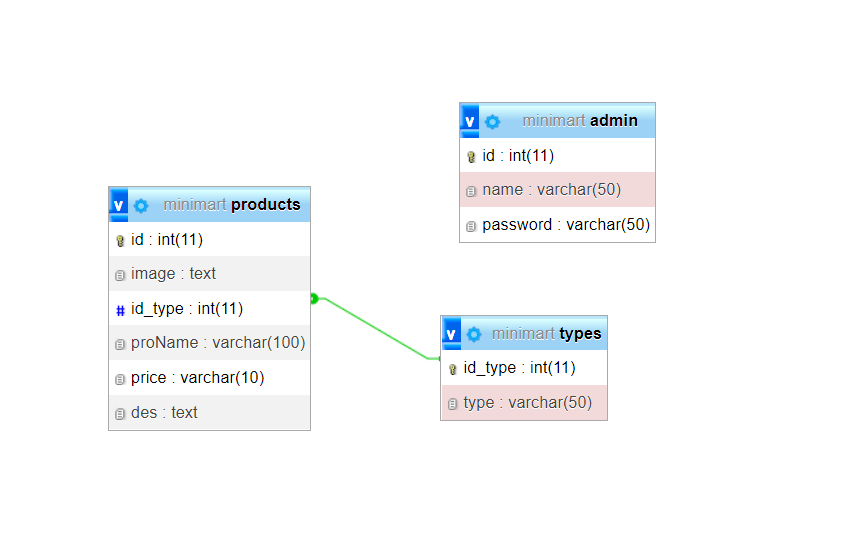 v minimart products
id : int(11)
image : text
# id_type : int(11)
proName : varchar(100)
price : varchar(10)
des : text
v minimart admin
id : int(11)
name : varchar(50)
password : varchar(50)
v minimart types
id_type : int(11)
type : varchar(50)